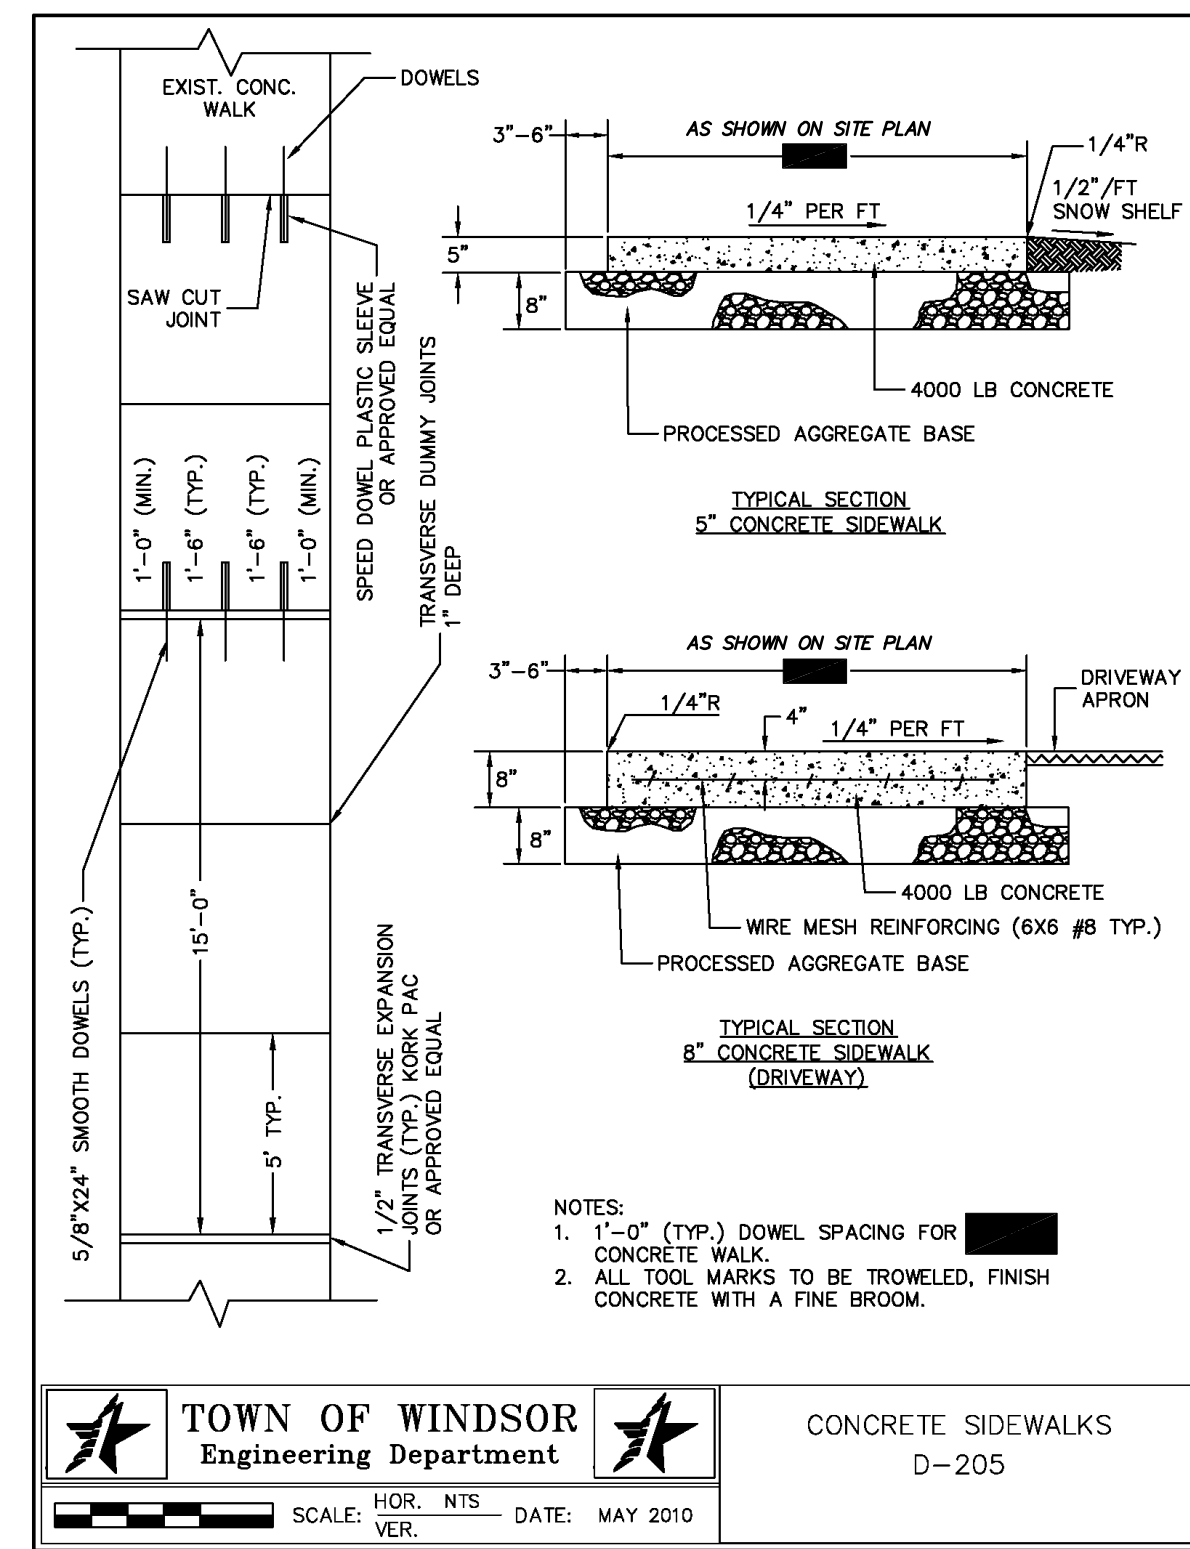 EXIST. CONC.
WALK
DOWELS
SAW CUT
JOINT
SPEED DOWEL PLASTIC SLEEVE
OR APPROVED EQUAL
TRANSVERSE DUMMY JOINTS
1" DEEP
1'-0" (MIN.)
1'-6" (TYP.)
1'-6" (TYP.)
1'-0" (MIN.)
5/8"X24" SMOOTH DOWELS (TYP.)
15'-0"
5' TYP.
1/2" TRANSVERSE EXPANSION
JOINTS (TYP.) KORK PAC
OR APPROVED EQUAL
3"-6"
AS SHOWN ON SITE PLAN
1/4"R
1/2"/FT
SNOW SHELF
1/4" PER FT
5"
8"
4000 LB CONCRETE
PROCESSED AGGREGATE BASE
TYPICAL SECTION
5" CONCRETE SIDEWALK
AS SHOWN ON SITE PLAN
3"-6"
DRIVEWAY
APRON
1/4"R
4"
1/4" PER FT
8"
8"
4000 LB CONCRETE
WIRE MESH REINFORCING (6X6 #8 TYP.)
PROCESSED AGGREGATE BASE
TYPICAL SECTION
8" CONCRETE SIDEWALK
(DRIVEWAY)
NOTES:
1. 1'-0" (TYP.) DOWEL SPACING FOR
CONCRETE WALK.
2. ALL TOOL MARKS TO BE TROWELED, FINISH
CONCRETE WITH A FINE BROOM.
TOWN OF WINDSOR
Engineering Department
SCALE: HOR. NTS
VER.
DATE: MAY 2010
CONCRETE SIDEWALKS
D-205